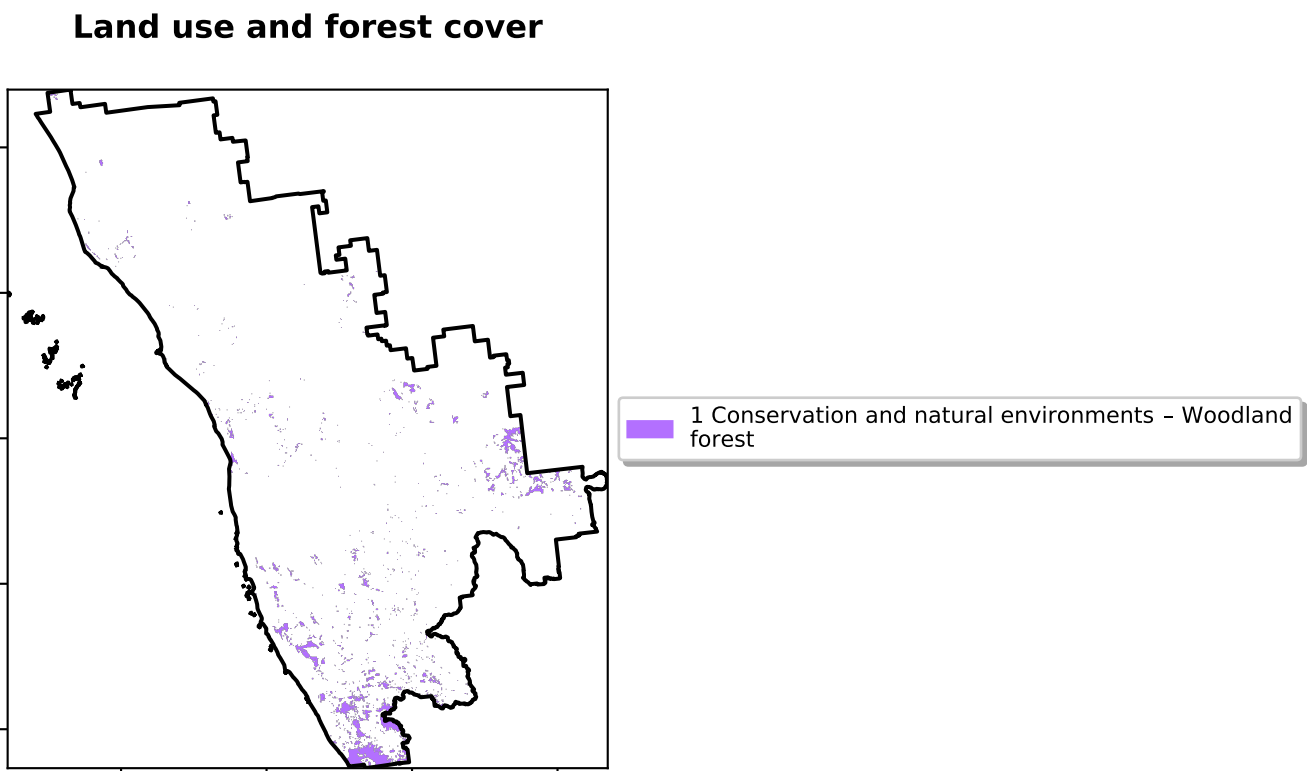 Land use and forest cover
1 Conservation and natural environments – Woodland
forest